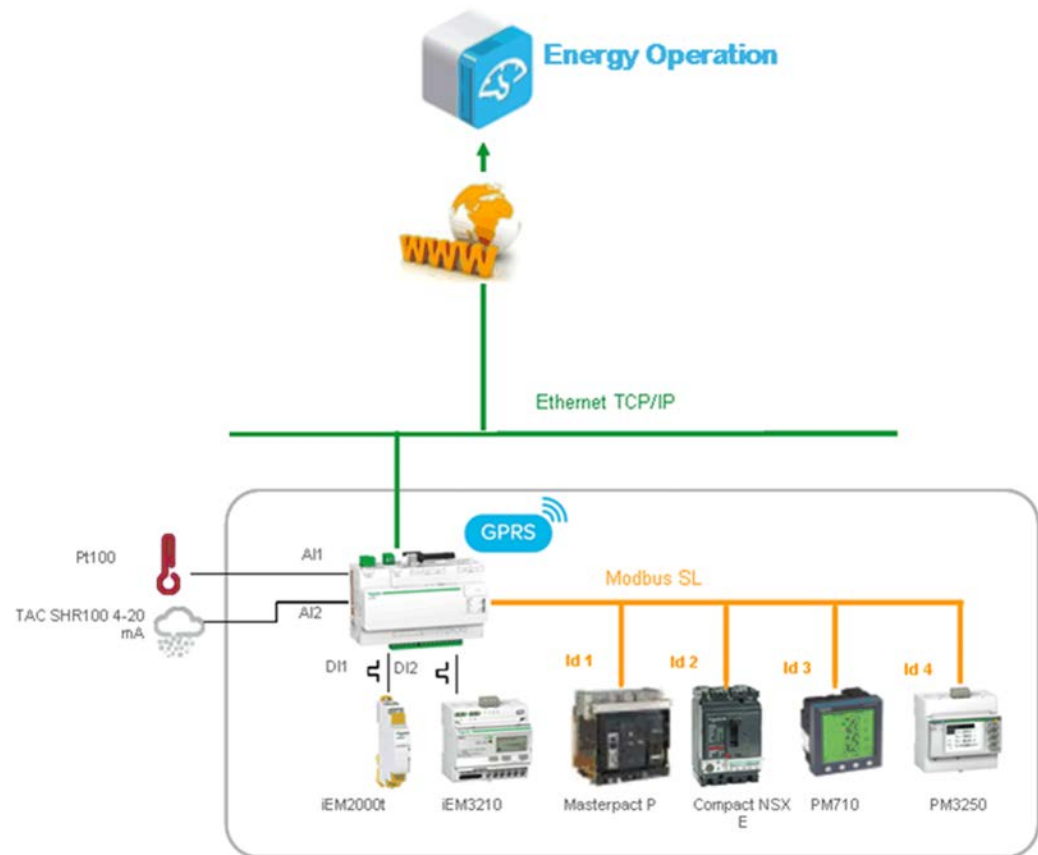 Energy Operation
WWW
Ethernet TCP/IP
GPRS
Pt100
AI1
Modbus SL
TAC SHR100 4-20
mA
AI2
DI1
DI2
Id 1
Id 2
Id 3
Id 4
iEM2000t
iEM3210
Masterpact P
Compact NSX
E
PM710
PM3250